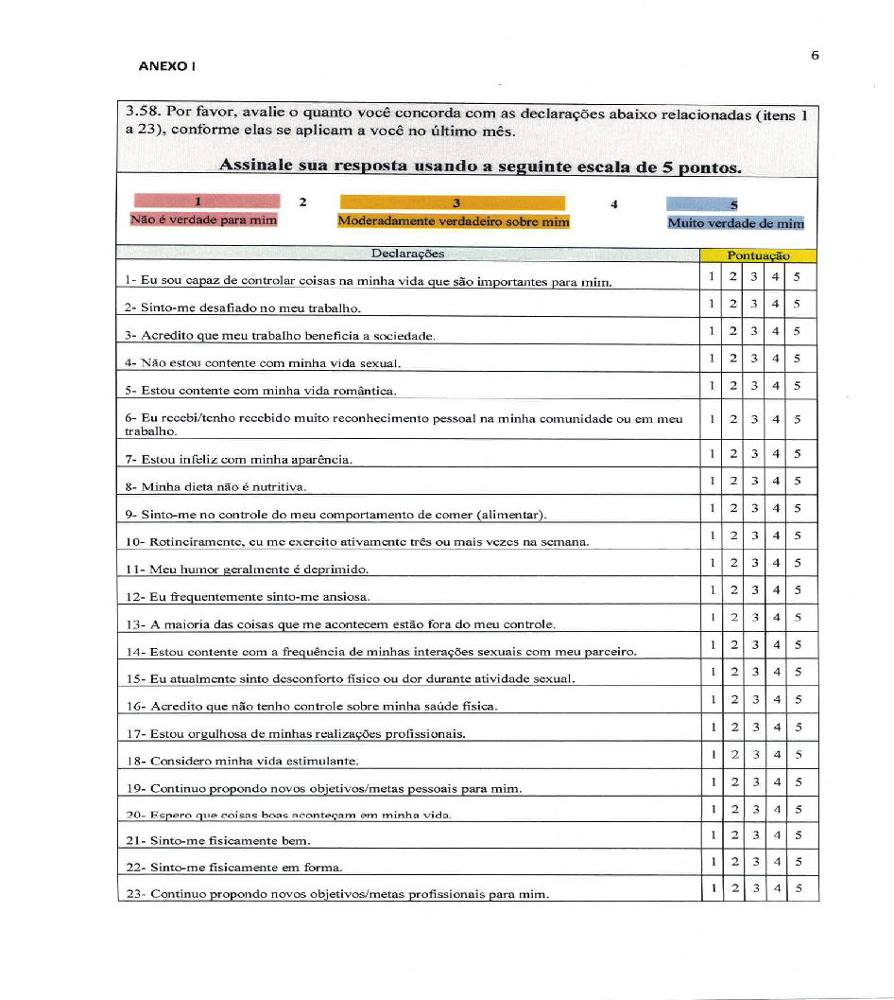 6
ANEXO I
3.58. Por favor, avalie o quanto você concorda com as declarações abaixo relacionadas (itens 1
a 23), conforme elas se aplicam a você no último mês.
Assinale sua resposta usando a seguinte escala de 5 pontos.
1 2 3 4 5
Não é verdade para mim Moderadamente verdadeiro sobre mim Muito verdade de mim
Declarações Pontuação
1- Eu sou capaz de controlar coisas na minha vida que são importantes para mim. 1 2 3 4 5
2- Sinto-me desafiado no meu trabalho. 1 2 3 4 5
3- Acredito que meu trabalho beneficia a sociedade. 1 2 3 4 5
4- Não estou contente com minha vida sexual. 1 2 3 4 5
5- Estou contente com minha vida romântica. 1 2 3 4 5
6- Eu recebi/tenho recebido muito reconhecimento pessoal na minha comunidade ou em meu
trabalho. 1 2 3 4 5
7- Estou infeliz com minha aparência. 1 2 3 4 5
8- Minha dieta não é nutritiva. 1 2 3 4 5
9- Sinto-me no controle do meu comportamento de comer (alimentar). 1 2 3 4 5
10- Rotineiramente, eu me exercito ativamente três ou mais vezes na semana. 1 2 3 4 5
11- Meu humor geralmente é deprimido. 1 2 3 4 5
12- Eu frequentemente sinto-me ansiosa. 1 2 3 4 5
13- A maioria das coisas que me acontecem estão fora do meu controle. 1 2 3 4 5
14- Estou contente com a frequência de minhas interações sexuais com meu parceiro. 1 2 3 4 5
15- Eu atualmente sinto desconforto físico ou dor durante atividade sexual. 1 2 3 4 5
16- Acredito que não tenho controle sobre minha saúde física. 1 2 3 4 5
17- Estou orgulhosa de minhas realizações profissionais. 1 2 3 4 5
18- Considero minha vida estimulante. 1 2 3 4 5
19- Continuo propondo novos objetivos/metas pessoais para mim. 1 2 3 4 5
20- Espero que coisas boas aconteçam em minha vida. 1 2 3 4 5
21- Sinto-me fisicamente bem. 1 2 3 4 5
22- Sinto-me fisicamente em forma. 1 2 3 4 5
23- Continuo propondo novos objetivos/metas profissionais para mim. 1 2 3 4 5